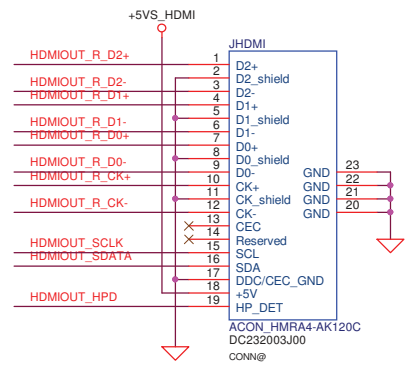 +5VS_HDMI
JHDMI
HDMIOUT_R_D2+ 1 D2+
2 D2_shield
HDMIOUT_R_D2- 3 D2-
HDMIOUT_R_D1+ 4 D1+
5 D1_shield
HDMIOUT_R_D1- 6 D1-
HDMIOUT_R_D0+ 7 D0+
8 D0_shield
HDMIOUT_R_D0- 9 D0- GND 23
HDMIOUT_R_CK+ 10 CK+ GND 22
11 CK_shield GND 21
HDMIOUT_R_CK- 12 CK- GND 20
13 CEC
14 Reserved
HDMIOUT_SCLK 15 SCL
HDMIOUT_SDATA 16 SDA
17 DDC/CEC_GND
18 +5V
HDMIOUT_HPD 19 HP_DET
ACON_HMRA4-AK120C
DC232003J00
CONN@